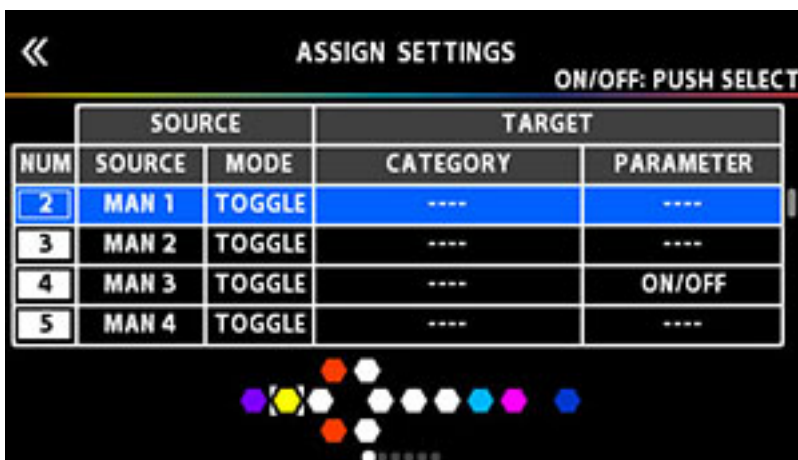 ASSIGN SETTINGS
ON/OFF: PUSH SELECT
SOURCE TARGET
NUM SOURCE MODE CATEGORY PARAMETER
2 MAN 1 TOGGLE ---- ----
3 MAN 2 TOGGLE ---- ----
4 MAN 3 TOGGLE ---- ON/OFF
5 MAN 4 TOGGLE ---- ----